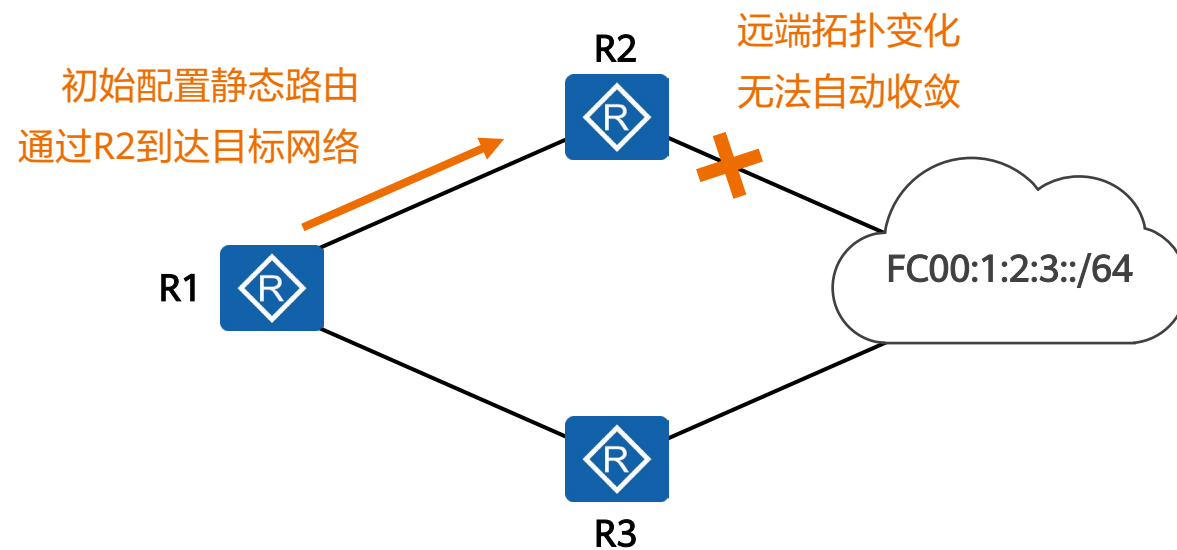 远端拓扑变化
无法自动收敛
R2
初始配置静态路由
通过R2到达目标网络
R
R1
R
FC00:1:2:3::/64
R
R3